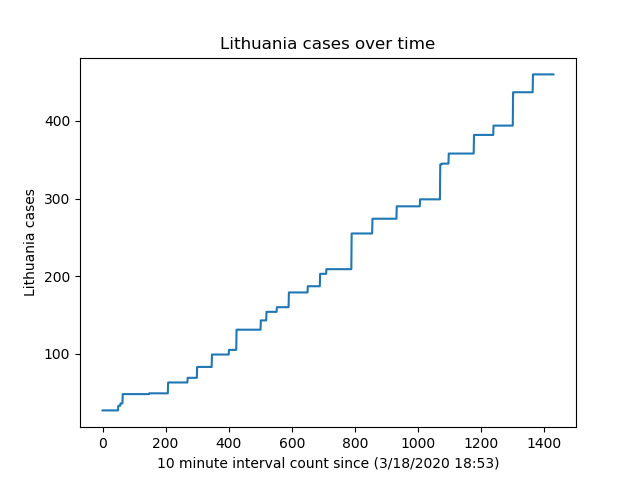 Lithuania cases over time
Lithuania cases
400
300
200
100
0 200 400 600 800 1000 1200 1400
10 minute interval count since (3/18/2020 18:53)